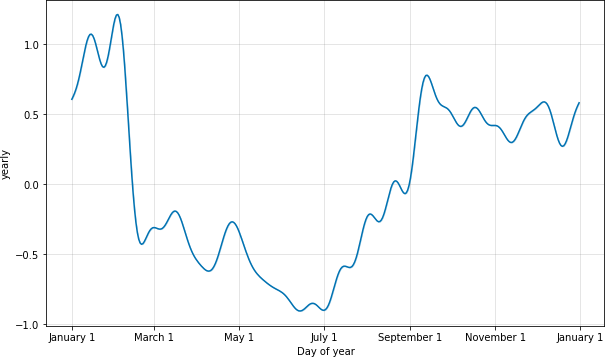 1.0
0.5
0.0
−0.5
−1.0
yearly
January 1 March 1 May 1 July 1 September 1 November 1 January 1
Day of year